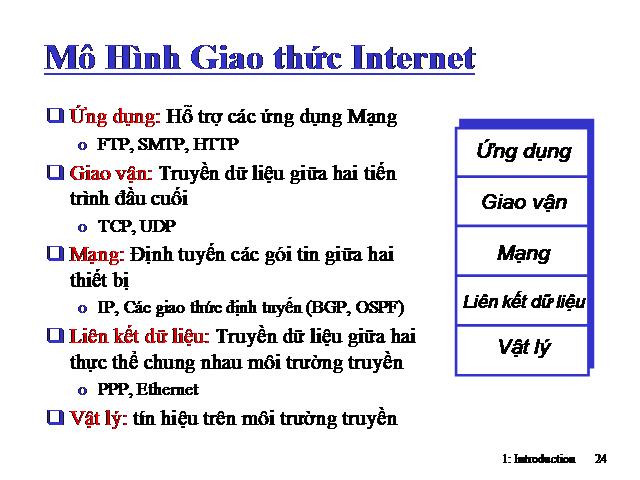 Mô Hình Giao thức Internet
Ứng dụng: Hỗ trợ các ứng dụng Mạng
o FTP, SMTP, HTTP
Giao vận: Truyền dữ liệu giữa hai tiến
trình đầu cuối
o TCP, UDP
Mạng: Định tuyến các gói tin giữa hai
thiết bị
o IP, Các giao thức định tuyến (BGP, OSPF)
Liên kết dữ liệu: Truyền dữ liệu giữa hai
thực thể chung nhau môi trường truyền
o PPP, Ethernet
Vật lý: tín hiệu trên môi trường truyền
Ứng dụng
Giao vận
Mạng
Liên kết dữ liệu
Vật lý
1: Introduction 24